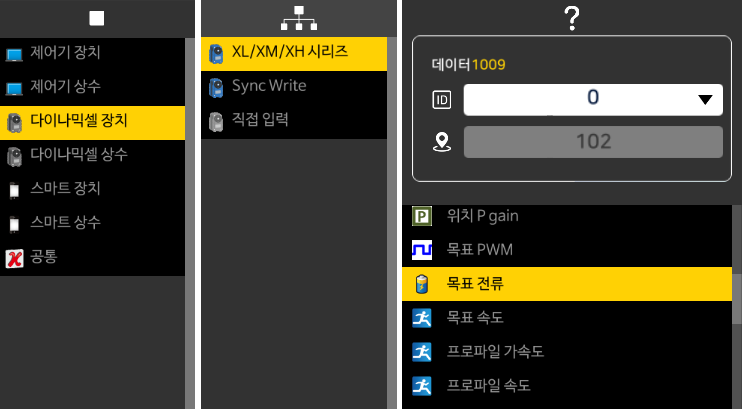 제어기 장치
제어기 상수
다이나믹셀 장치
다이나믹셀 상수
스마트 장치
스마트 상수
공통
XL/XM/XH 시리즈
Sync Write
직접 입력
?
데이터1009
ID
0
102
위치 P gain
목표 PWM
목표 전류
목표 속도
프로파일 가속도
프로파일 속도